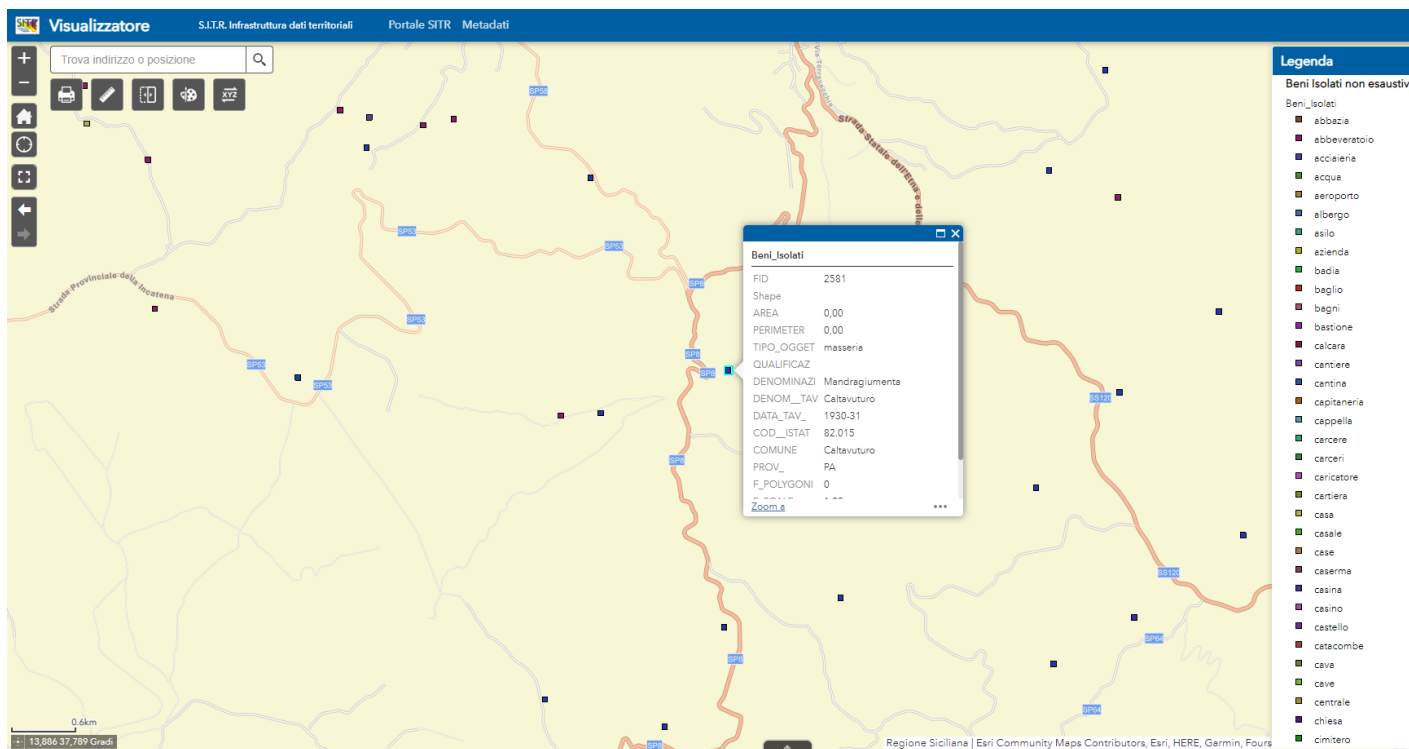 SITR Visualizzatore S.I.T.R. Infrastruttura dati territoriali Portale SITR Metadati
Trova indirizzo o posizione
XYZ
SP58
Via Terravecchia
Strada Statale dell'Etna e delle
SP53
SP53
Strada Provinciale della Incatena
SP8
SP53
SP8
SP53
SP8
SP53
SS120
SP8
SS120
SP64
SP8
SP64
SP8
Beni_Isolati
FID 2581
Shape
AREA 0,00
PERIMETER 0,00
TIPO_OGGET masseria
QUALIFICAZ
DENOMINAZI Mandragiumenta
DENOM__TAV Caltavuturo
DATA_TAV_ 1930-31
COD__ISTAT 82.015
COMUNE Caltavuturo
PROV_ PA
F_POLYGONI 0
Zoom a
Legenda
Beni Isolati non esaustiv
Beni_Isolati
abbazia
abbeveratoio
acciaieria
acqua
aeroporto
albergo
asilo
azienda
badia
baglio
bagni
bastione
calcara
cantiere
cantina
capitaneria
cappella
carcere
carceri
caricatore
cartiera
casa
casale
case
caserma
casina
casino
castello
catacombe
cava
cave
centrale
chiesa
cimitero
0.6km
13,886 37,789 Gradi
Regione Siciliana | Esri Community Maps Contributors, Esri, HERE, Garmin, Fours